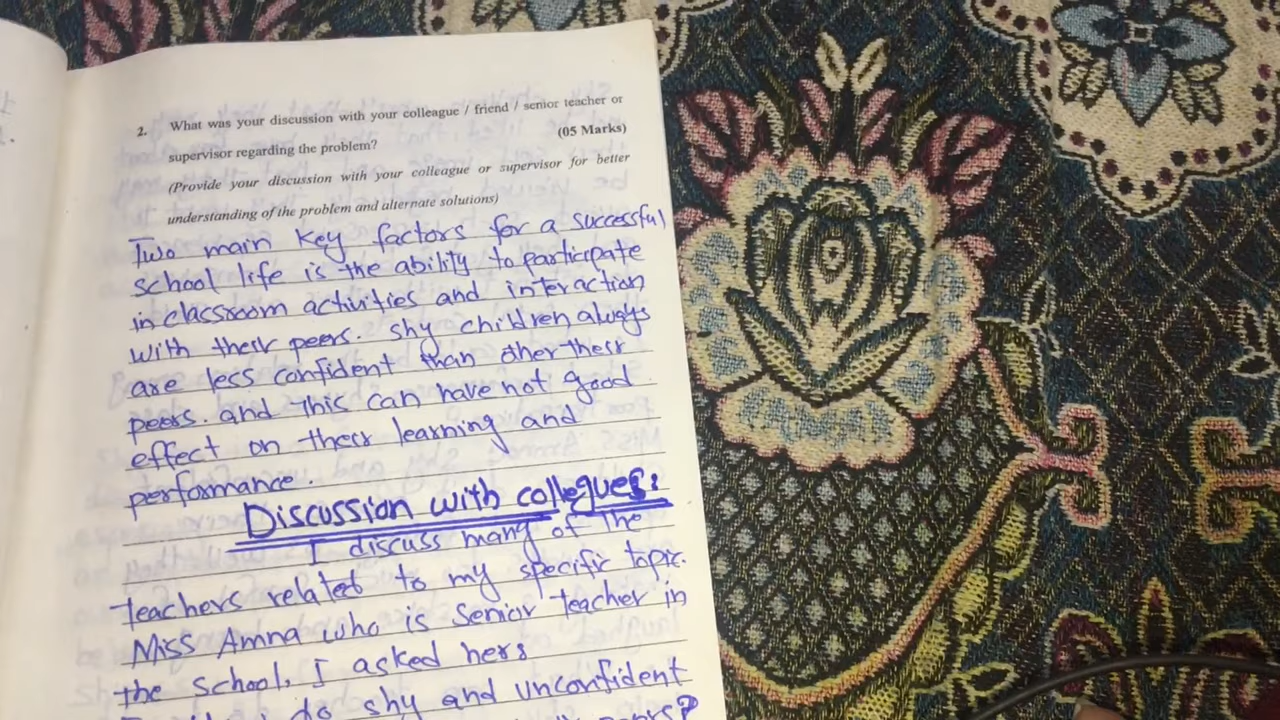 2. What was your discussion with your colleague / friend / senior teacher or
supervisor regarding the problem? (05 Marks)
(Provide your discussion with your colleague or supervisor for better
understanding of the problem and alternate solutions)
Two main key factors for a successful
school life is the ability to participate
in classroom activities and interaction
with their peers. shy children, always
are less confident than other their
peers. and this can have not good
effect on their learning and
performance.
Discussion with collegues:
I discuss many of the
teachers related to my specific topic.
Miss Amna who is senior teacher in
the school. I asked hers
do shy and unconfident
peers?